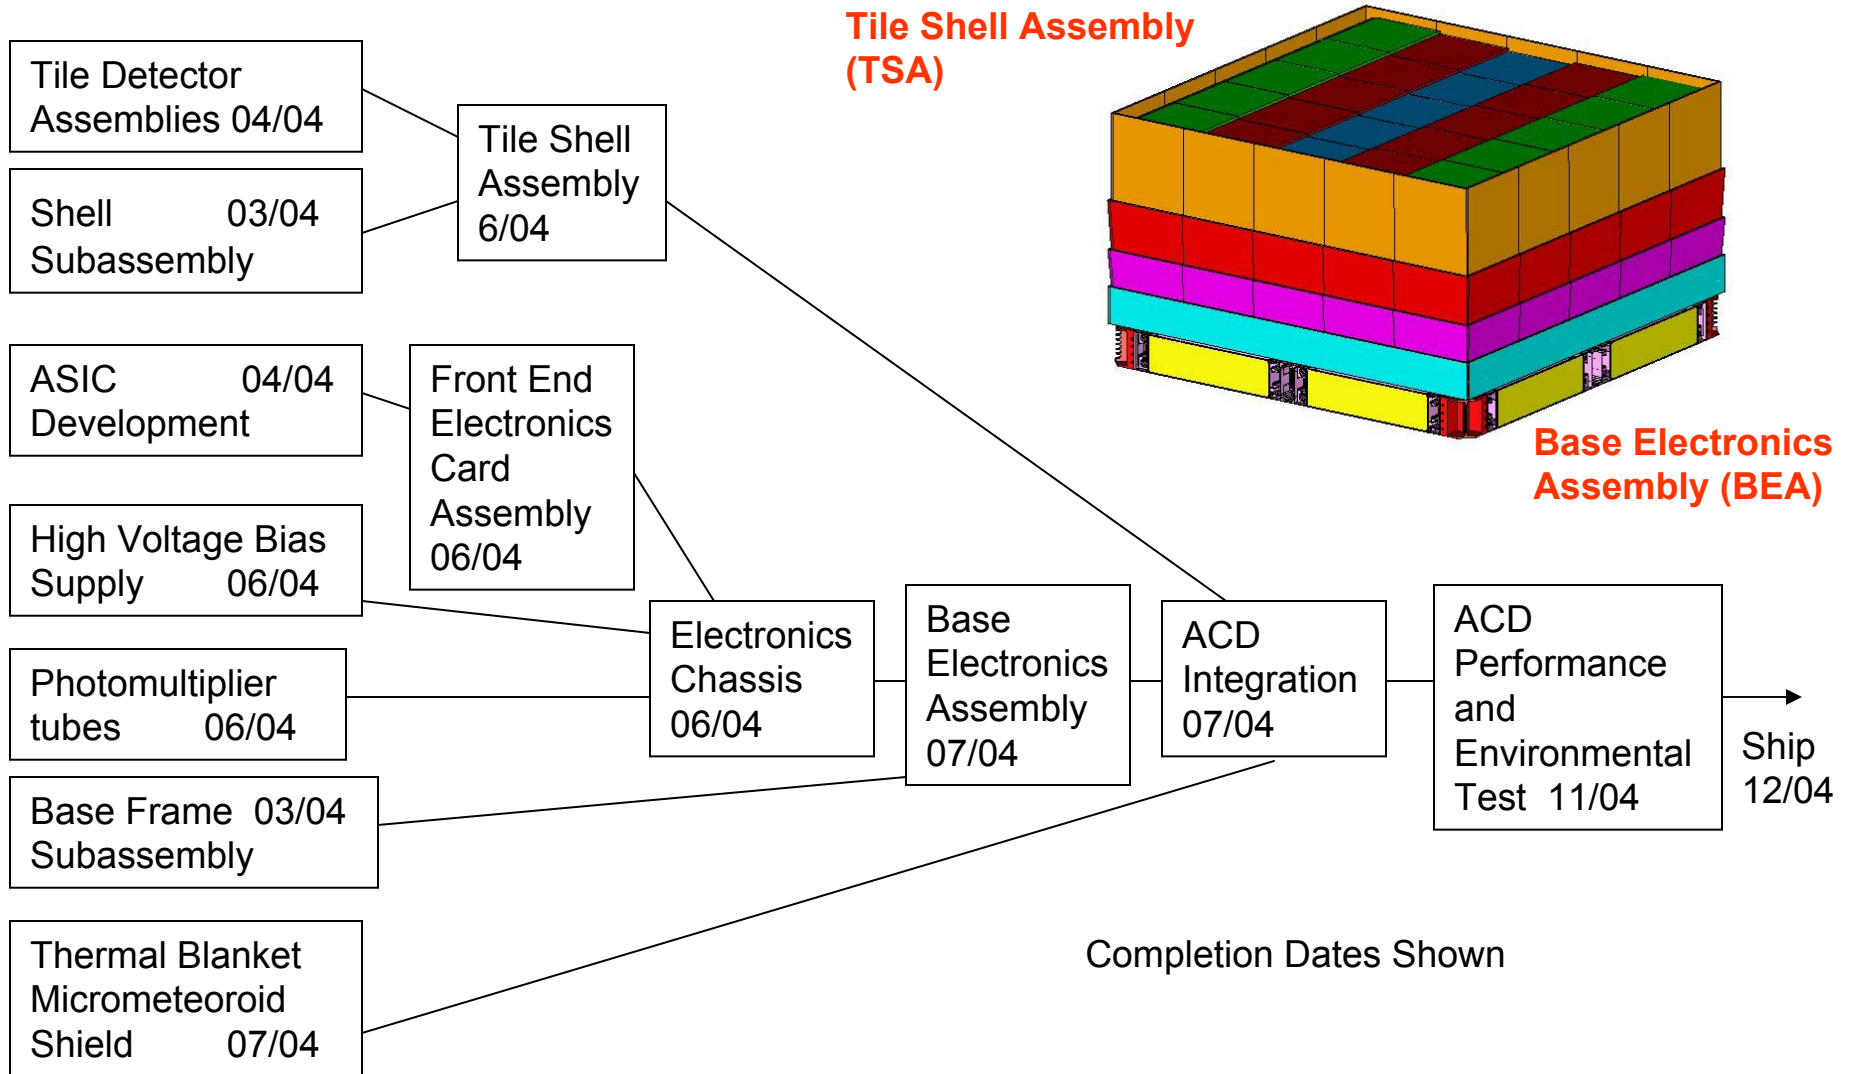 Tile Shell Assembly
(TSA)
Tile Detector
Assemblies 04/04
Shell 03/04
Subassembly
Tile Shell
Assembly
6/04
ASIC 04/04
Development
Front End
Electronics
Card
Assembly
06/04
High Voltage Bias
Supply 06/04
Photomultiplier
tubes 06/04
Base Frame 03/04
Subassembly
Thermal Blanket
Micrometeoroid
Shield 07/04
Electronics
Chassis
06/04
Base
Electronics
Assembly
07/04
ACD
Integration
07/04
ACD
Performance
and
Environmental
Test 11/04
Ship
12/04
Base Electronics
Assembly (BEA)
Completion Dates Shown